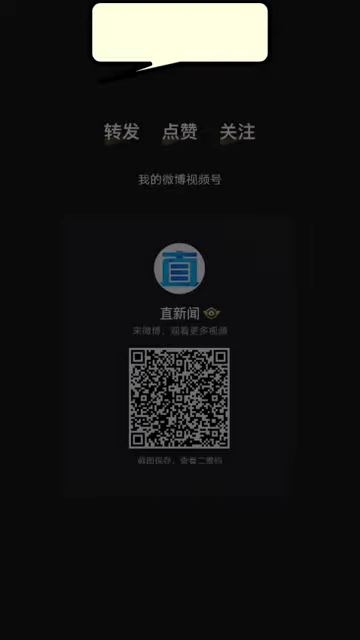 转发 点赞 关注
我的微博视频号
直
直新闻
来微博，观看更多视频
截图保存，查看二维码